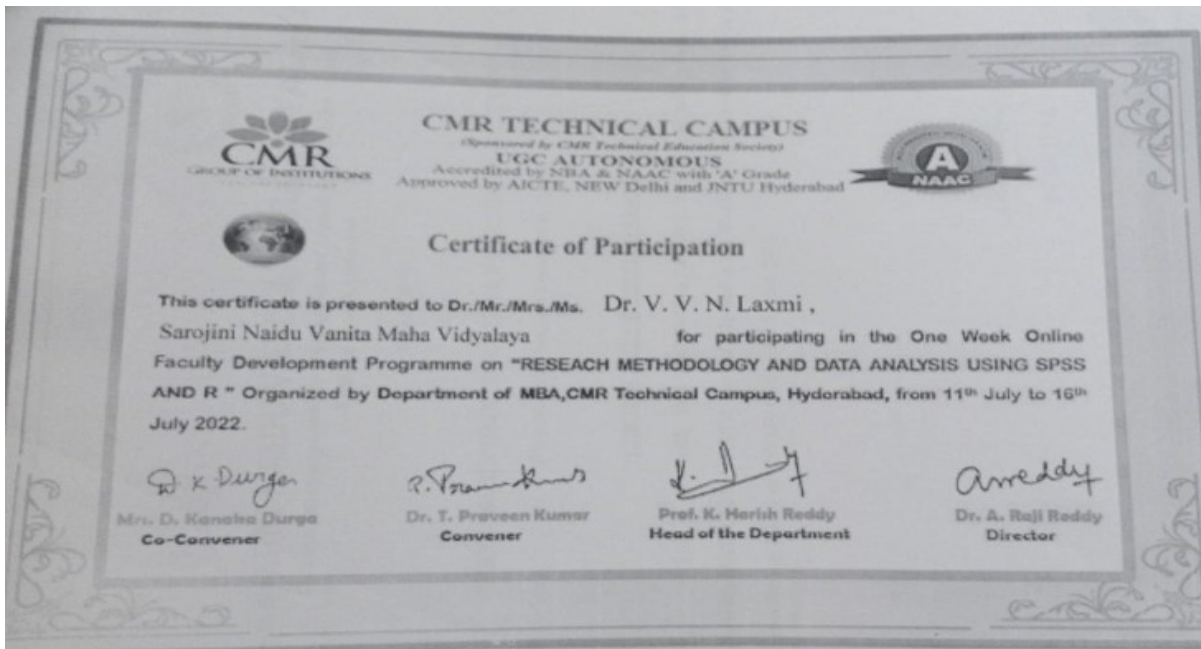 CMR
GROUP OF INSTITUTIONS
CMR TECHNICAL CAMPUS
(Sponsored by CMR Technical Education Society)
UGC AUTONOMOUS
Accredited by NBA & NAAC with 'A' Grade
Approved by AICTE, NEW Delhi and JNTU Hyderabad
A
NAAC
Certificate of Participation
This certificate is presented to Dr./Mr./Mrs./Ms. Dr. V. V. N. Laxmi ,
Sarojini Naidu Vanita Maha Vidyalaya for participating in the One Week Online
Faculty Development Programme on "RESEACH METHODOLOGY AND DATA ANALYSIS USING SPSS
AND R " Organized by Department of MBA,CMR Technical Campus, Hyderabad, from 11th July to 16th
July 2022.
D K Durga
Mrs. D. Kanaka Durga
Co-Convener
Dr. T. Praveen Kumar
Convener
Prof. K. Harish Reddy
Head of the Department
Arreddy
Dr. A. Raji Reddy
Director